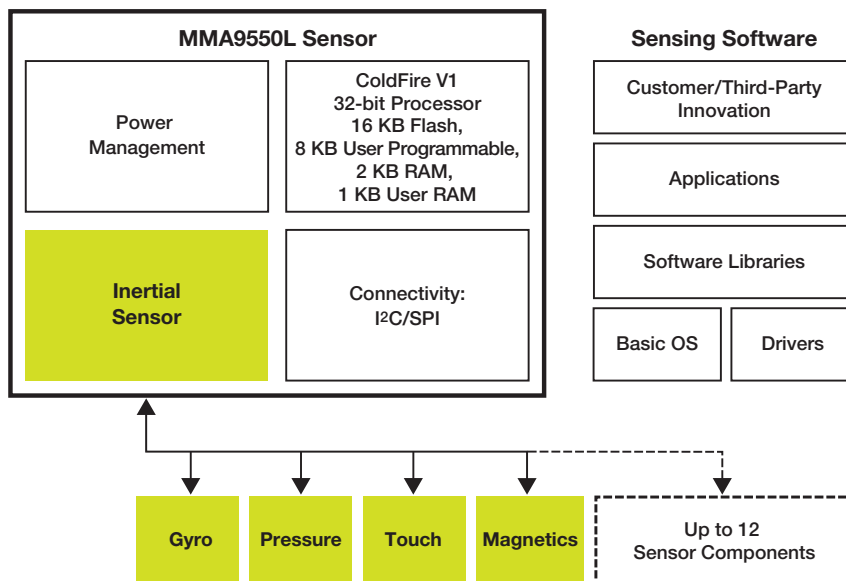 MMA9550L Sensor
Power
Management
ColdFire V1
32-bit Processor
16 KB Flash,
8 KB User Programmable,
2 KB RAM,
1 KB User RAM
Inertial
Sensor
Connectivity:
I2C/SPI
Sensing Software
Customer/Third-Party
Innovation
Applications
Software Libraries
Basic OS
Drivers
Gyro
Pressure
Touch
Magnetics
Up to 12
Sensor Components